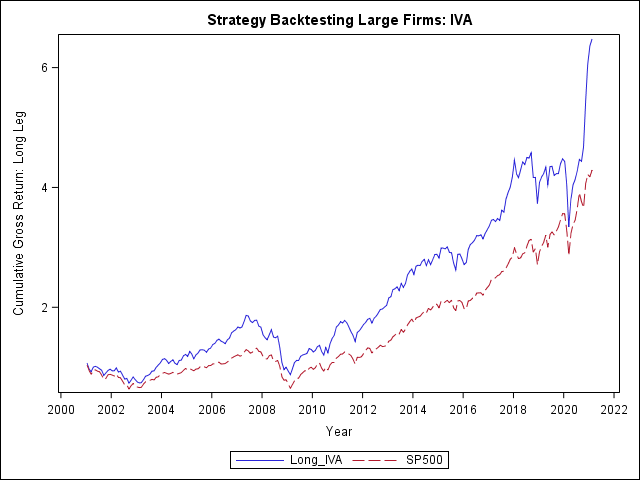 Strategy Backtesting Large Firms: IVA
Cumulative Gross Return: Long Leg
6
4
2
2000 2002 2004 2006 2008 2010 2012 2014 2016 2018 2020 2022
Year
Long_IVA SP500